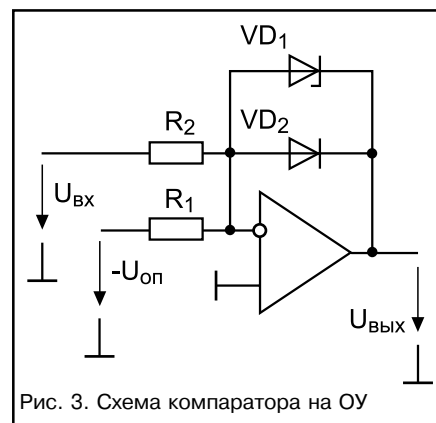 VD₁
VD₂
R₂
Uвх
R₁
-Uоп
Uвых
Рис. 3. Схема компаратора на ОУ